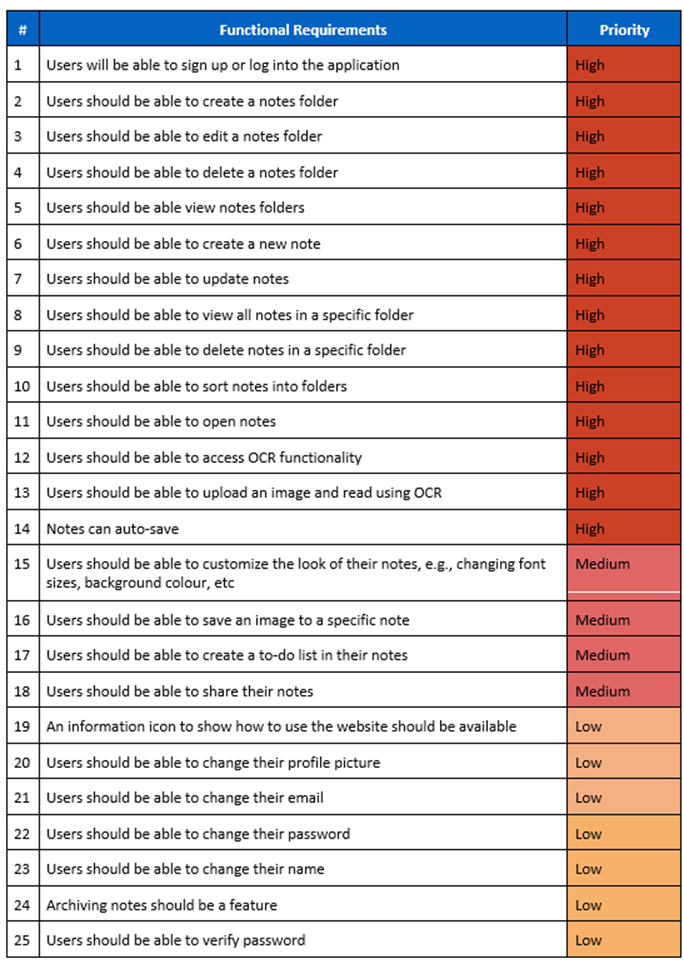 # Functional Requirements Priority
1 Users will be able to sign up or log into the application High
2 Users should be able to create a notes folder High
3 Users should be able to edit a notes folder High
4 Users should be able to delete a notes folder High
5 Users should be able view notes folders High
6 Users should be able to create a new note High
7 Users should be able to update notes High
8 Users should be able to view all notes in a specific folder High
9 Users should be able to delete notes in a specific folder High
10 Users should be able to sort notes into folders High
11 Users should be able to open notes High
12 Users should be able to access OCR functionality High
13 Users should be able to upload an image and read using OCR High
14 Notes can auto-save High
15 Users should be able to customize the look of their notes, e.g., changing font Medium
sizes, background colour, etc
16 Users should be able to save an image to a specific note Medium
17 Users should be able to create a to-do list in their notes Medium
18 Users should be able to share their notes Medium
19 An information icon to show how to use the website should be available Low
20 Users should be able to change their profile picture Low
21 Users should be able to change their email Low
22 Users should be able to change their password Low
23 Users should be able to change their name Low
24 Archiving notes should be a feature Low
25 Users should be able to verify password Low